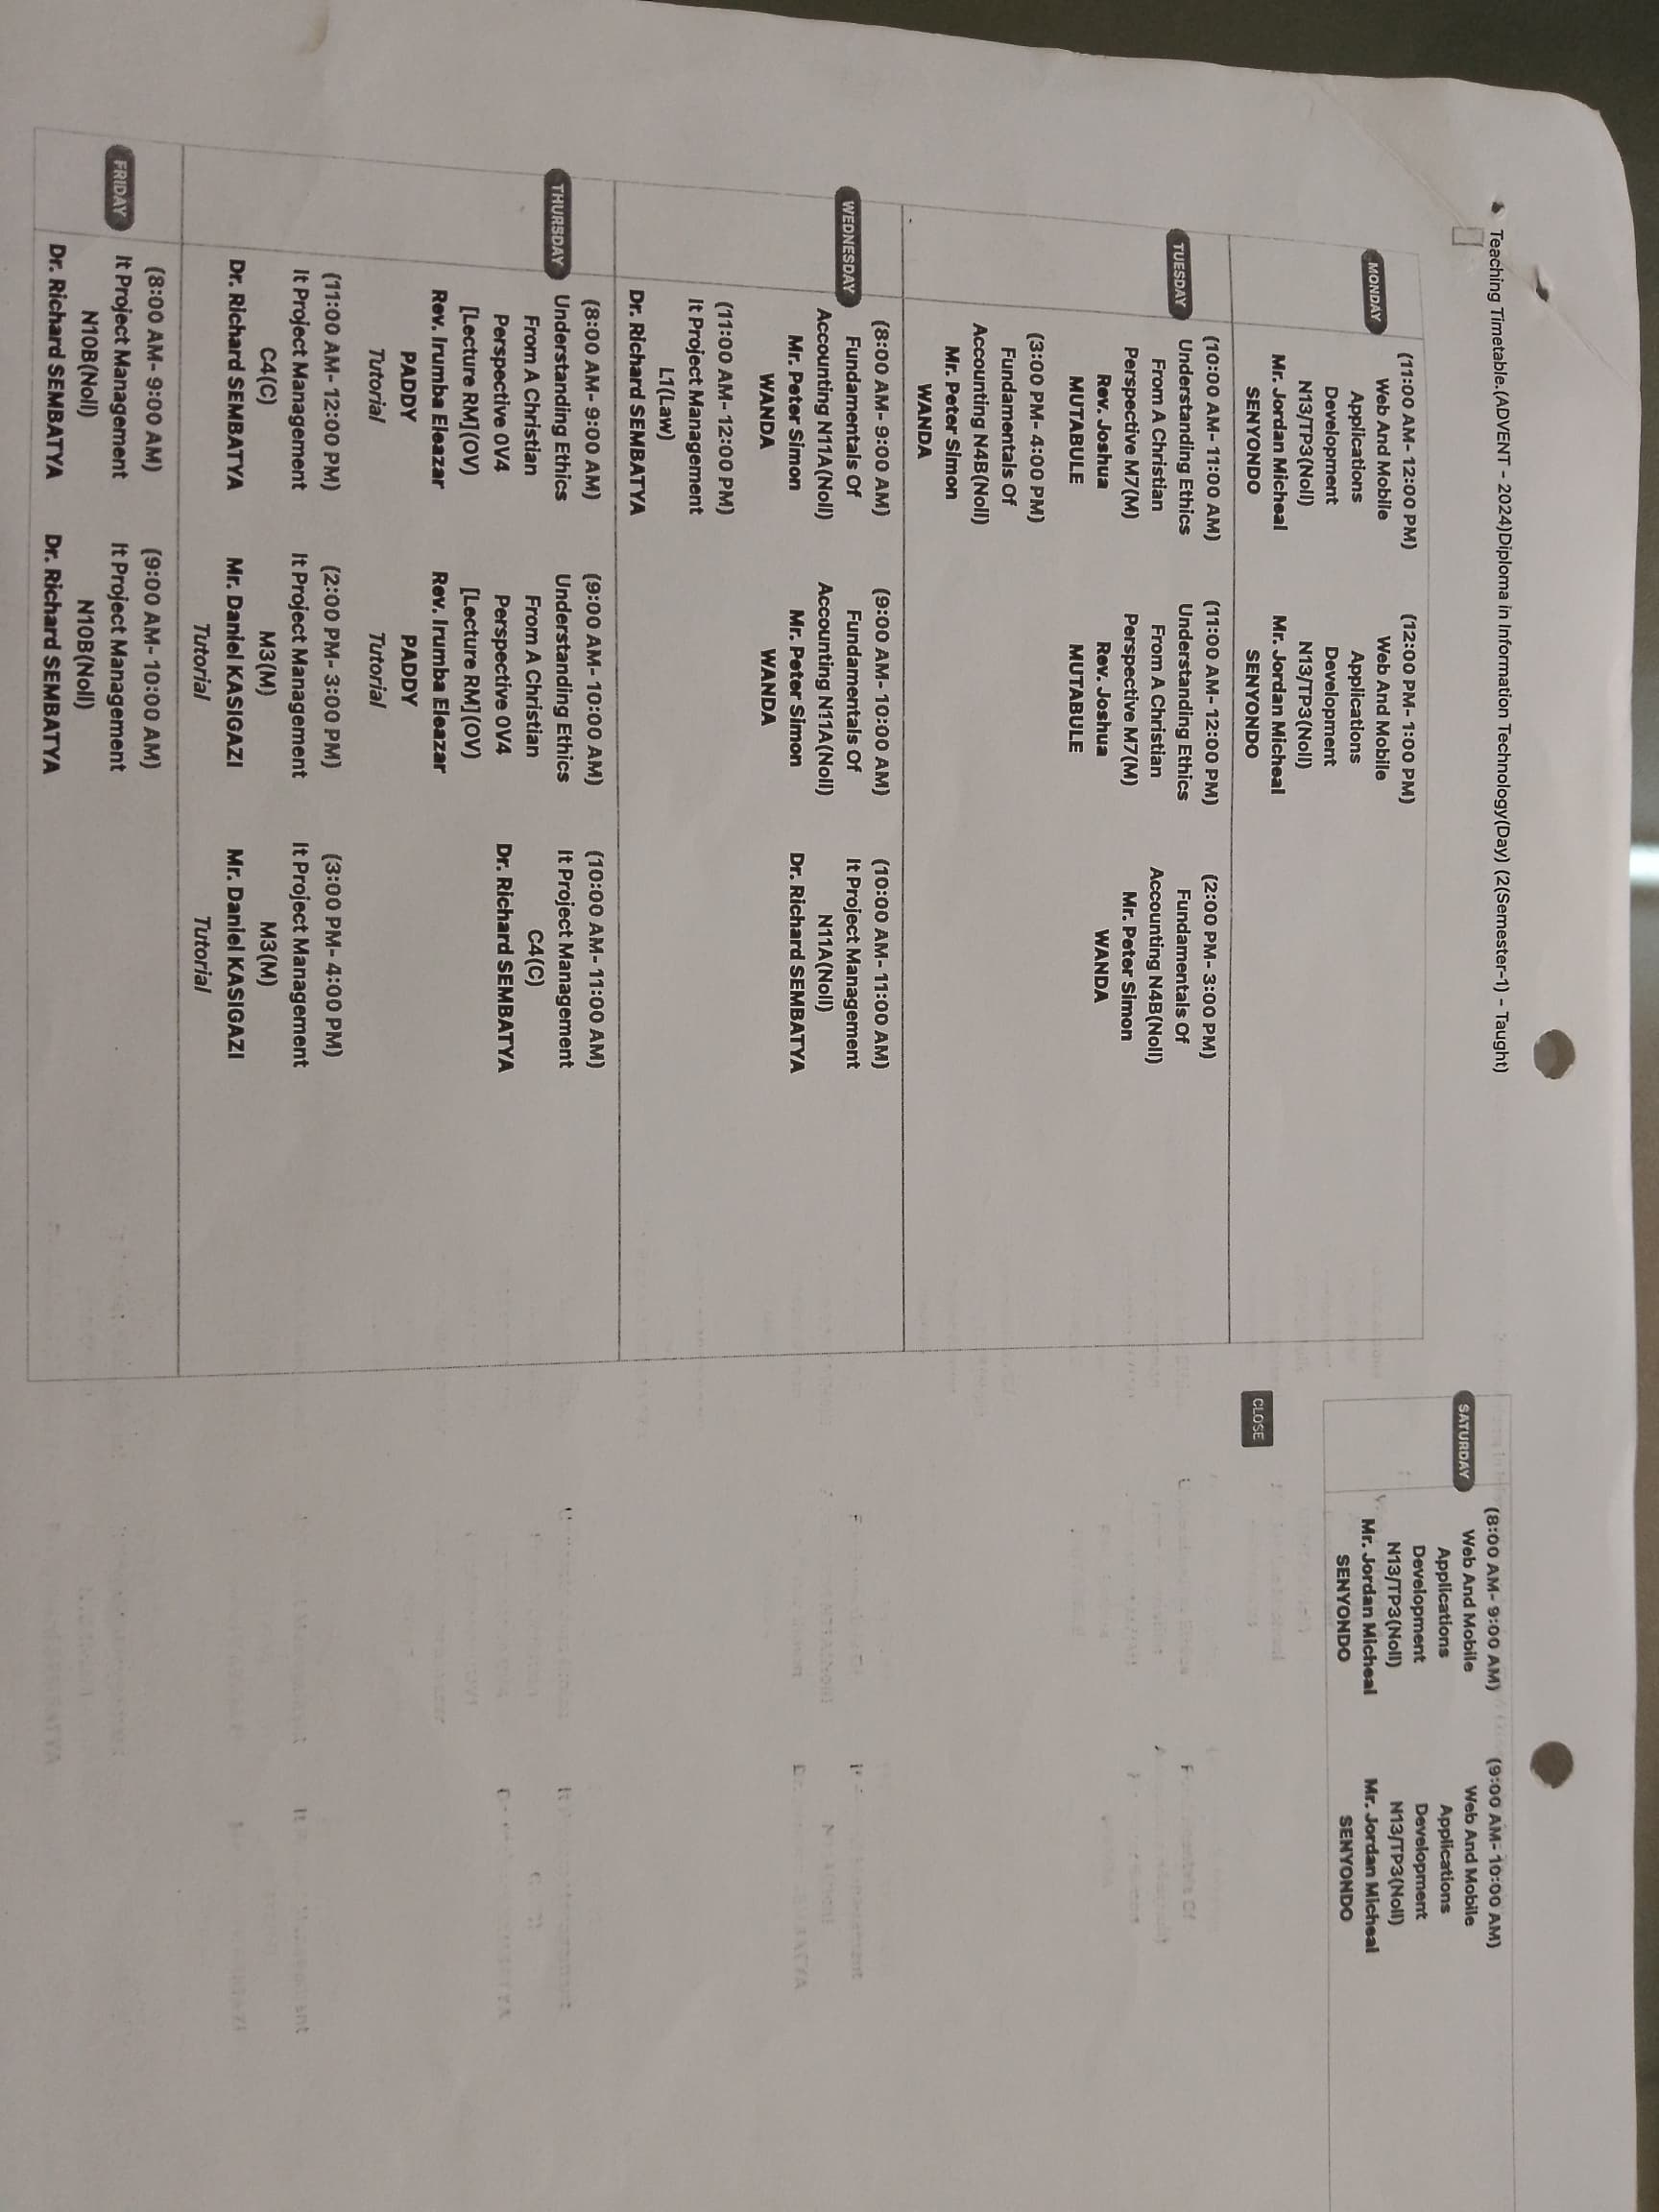 Teaching Timetable.(ADVENT - 2024)Diploma in Information Technology(Day) (2(Semester-1) - Taught)
MONDAY
(11:00 AM- 12:00 PM)
Web And Mobile
Applications
Development
N13/TP3(Noll)
Mr. Jordan Micheal
SENYONDO
(12:00 PM- 1:00 PM)
Web And Mobile
Applications
Development
N13/TP3(Noll)
Mr. Jordan Micheal
SENYONDO
TUESDAY
(10:00 AM- 11:00 AM)
Understanding Ethics
From A Christian
Perspective M7(M)
Rev. Joshua
MUTABULE
(11:00 AM- 12:00 PM)
Understanding Ethics
From A Christian
Perspective M7(M)
Rev. Joshua
MUTABULE
(2:00 PM- 3:00 PM)
Fundamentals Of
Accounting N4B(Noll)
Mr. Peter Simon
WANDA
(3:00 PM- 4:00 PM)
Fundamentals Of
Accounting N4B(Noll)
Mr. Peter Simon
WANDA
WEDNESDAY
(8:00 AM- 9:00 AM)
Fundamentals Of
Accounting N11A(Noll)
Mr. Peter Simon
WANDA
(9:00 AM- 10:00 AM)
Fundamentals Of
Accounting N11A(Noll)
Mr. Peter Simon
WANDA
(10:00 AM- 11:00 AM)
It Project Management
N11A(Noll)
Dr. Richard SEMBATYA
(11:00 AM- 12:00 PM)
It Project Management
L1(Law)
Dr. Richard SEMBATYA
THURSDAY
(8:00 AM- 9:00 AM)
Understanding Ethics
From A Christian
Perspective 0V4
[Lecture RM](OV)
Rev. Irumba Eleazar
PADDY
Tutorial
(9:00 AM- 10:00 AM)
Understanding Ethics
From A Christian
Perspective 0V4
[Lecture RM](OV)
Rev. Irumba Eleazar
PADDY
Tutorial
(10:00 AM- 11:00 AM)
It Project Management
C4(C)
Dr. Richard SEMBATYA
(11:00 AM- 12:00 PM)
It Project Management
C4(C)
Dr. Richard SEMBATYA
(2:00 PM- 3:00 PM)
It Project Management
M3(M)
Mr. Daniel KASIGAZI
Tutorial
(3:00 PM- 4:00 PM)
It Project Management
M3(M)
Mr. Daniel KASIGAZI
Tutorial
FRIDAY
(8:00 AM- 9:00 AM)
It Project Management
N10B(Noll)
Dr. Richard SEMBATYA
(9:00 AM- 10:00 AM)
It Project Management
N10B(Noll)
Dr. Richard SEMBATYA
SATURDAY
(8:00 AM- 9:00 AM)
Web And Mobile
Applications
Development
N13/TP3(Noll)
Mr. Jordan Micheal
SENYONDO
(9:00 AM- 10:00 AM)
Web And Mobile
Applications
Development
N13/TP3(Noll)
Mr. Jordan Micheal
SENYONDO
CLOSE